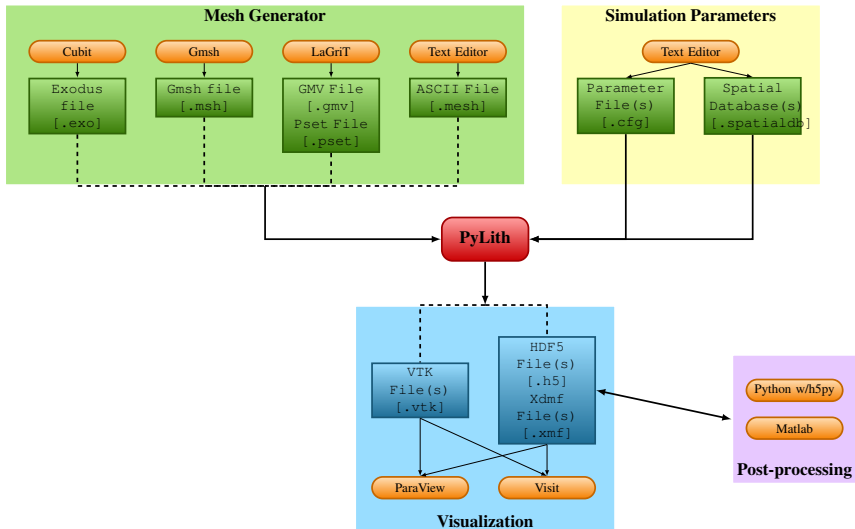 Mesh Generator
Cubit
Gmsh
LaGriT
Text Editor
Exodus
file
[.exo]
Gmsh file
[.msh]
GMV File
[.gmv]
Pset File
[.pset]
ASCII File
[.mesh]
Simulation Parameters
Text Editor
Parameter
File(s)
[.cfg]
Spatial
Database(s)
[.spatialdb]
PyLith
VTK
File(s)
[.vtk]
HDF5
File(s)
[.h5]
Xdmf
File(s)
[.xmf]
ParaView
Visit
Visualization
Python w/h5py
Matlab
Post-processing